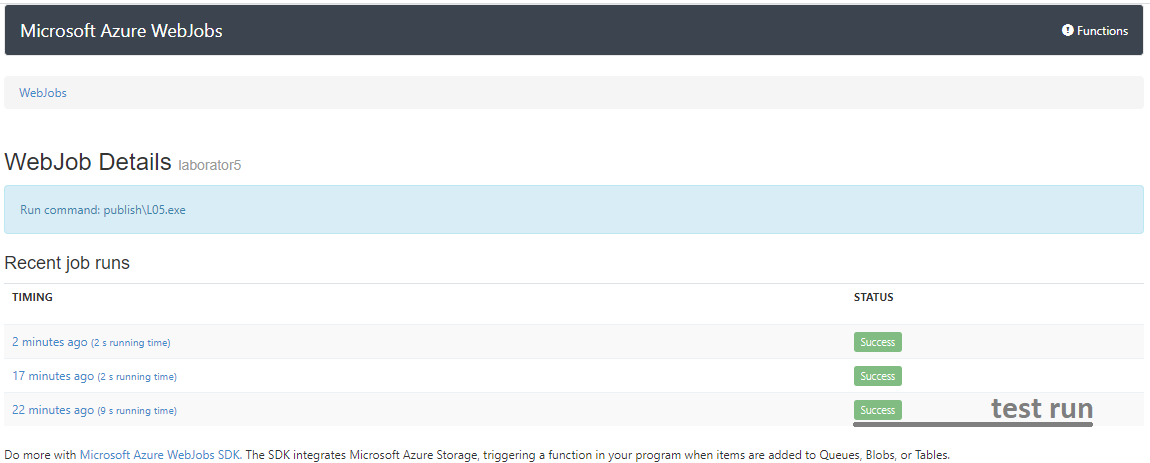 Microsoft Azure WebJobs
Functions
WebJobs
WebJob Details laborator5
Run command: publish\L05.exe
Recent job runs
TIMING STATUS
2 minutes ago (2 s running time) Success
17 minutes ago (2 s running time) Success
22 minutes ago (9 s running time) Success test run
Do more with Microsoft Azure WebJobs SDK. The SDK integrates Microsoft Azure Storage, triggering a function in your program when items are added to Queues, Blobs, or Tables.